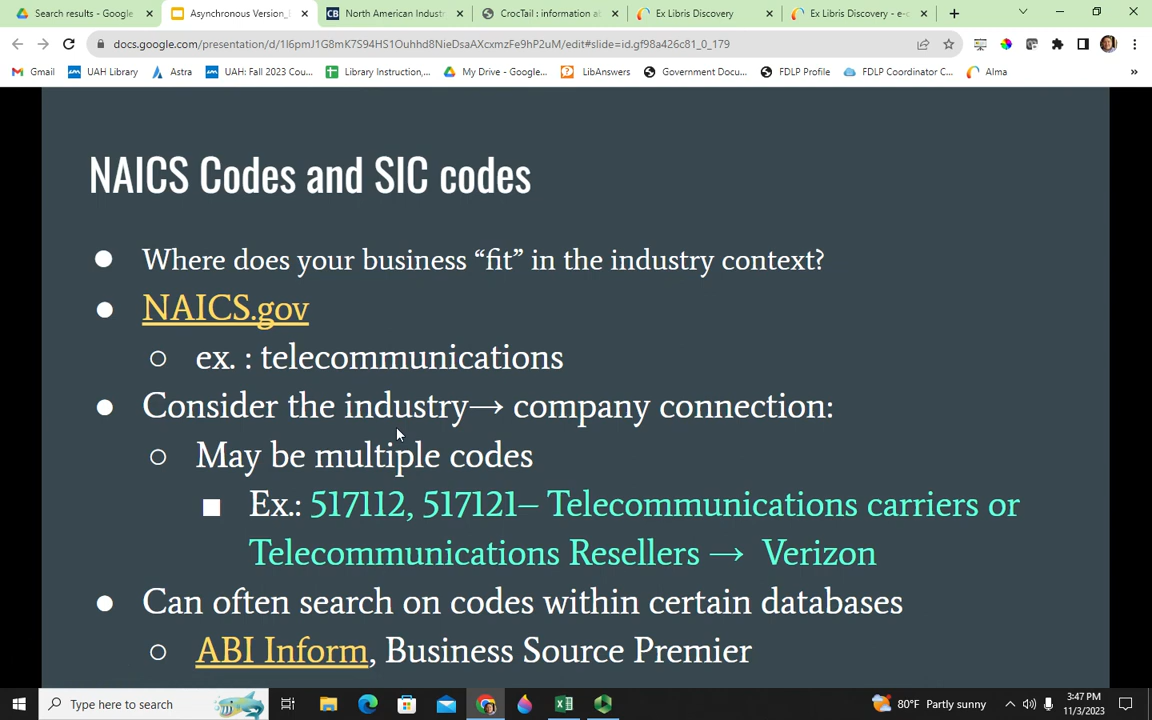 Search results - Google
Asynchronous Version_
North American Indust
CrocTail : information a
Ex Libris Discovery
Ex Libris Discovery - e-c
docs.google.com/presentation/d/1l6pmJ1G8mK7S94HS1Ouhhd8NieDsaAXcxmzFe9hP2uM/edit#slide=id.gf98a426c81_0_179
Gmail
UAH Library
Astra
UAH: Fall 2023 Cou...
Library Instruction,...
My Drive - Google...
LibAnswers
Government Docu...
FDLP Profile
FDLP Coordinator C...
Alma
»
NAICS Codes and SIC codes
● Where does your business “fit” in the industry context?
● NAICS.gov
○ ex. : telecommunications
● Consider the industry→ company connection:
○ May be multiple codes
■ Ex.: 517112, 517121– Telecommunications carriers or
Telecommunications Resellers → Verizon
● Can often search on codes within certain databases
○ ABI Inform, Business Source Premier
Type here to search
80°F Partly sunny
3:47 PM
11/3/2023